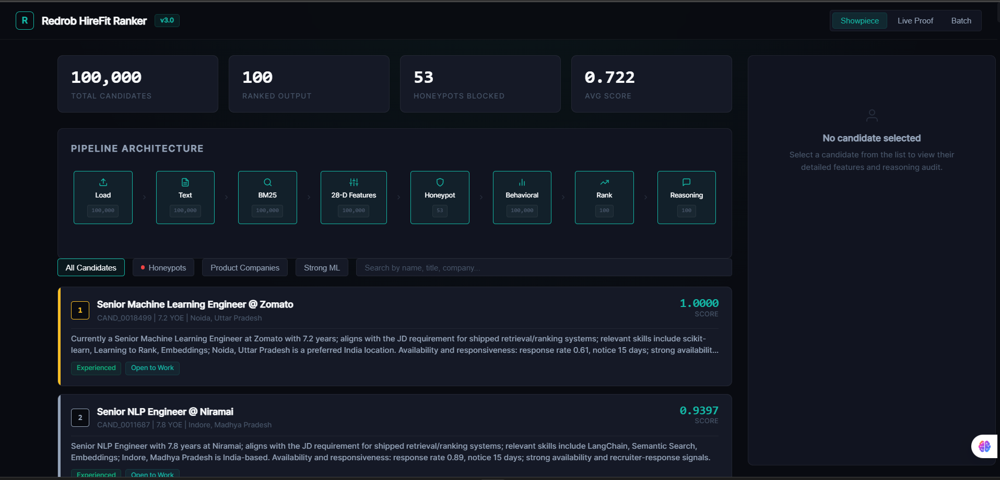 R Redrob HireFit Ranker v3.0 Showpiece Live Proof Batch
100,000
TOTAL CANDIDATES
100
RANKED OUTPUT
53
HONEYPOTS BLOCKED
0.722
AVG SCORE
PIPELINE ARCHITECTURE
Load
100,000
Text
100,000
BM25
100,000
28-D Features
100,000
Honeypot
53
Behavioral
100,000
Rank
100
Reasoning
100
All Candidates Honeypots Product Companies Strong ML Search by name, title, company...
1
Senior Machine Learning Engineer @ Zomato
CAND_0018499 | 7.2 YOE | Noida, Uttar Pradesh
1.0000
SCORE
Currently a Senior Machine Learning Engineer at Zomato with 7.2 years; aligns with the JD requirement for shipped retrieval/ranking systems; relevant skills include scikit-
learn, Learning to Rank, Embeddings; Noida, Uttar Pradesh is a preferred India location. Availability and responsiveness: response rate 0.61, notice 15 days; strong availabilit...
Experienced Open to Work
2
Senior NLP Engineer @ Niramai
CAND_0011687 | 7.8 YOE | Indore, Madhya Pradesh
0.9397
SCORE
Senior NLP Engineer with 7.8 years at Niramai; aligns with the JD requirement for shipped retrieval/ranking systems; relevant skills include LangChain, Semantic Search,
Embeddings; Indore, Madhya Pradesh is India-based. Availability and responsiveness: response rate 0.89, notice 15 days; strong availability and recruiter-response signals.
Experienced Open to Work
No candidate selected
Select a candidate from the list to view their
detailed features and reasoning audit.